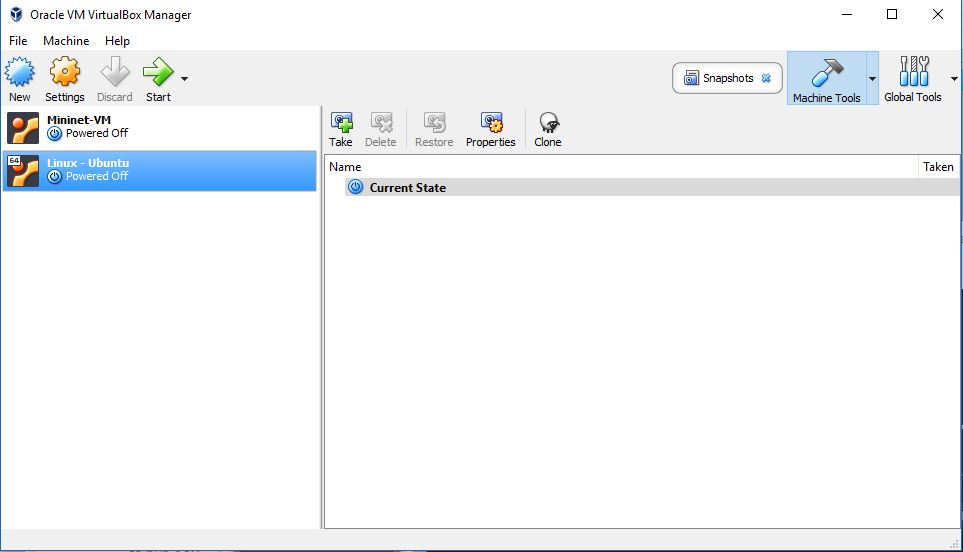 Oracle VM VirtualBox Manager
File Machine Help
New Settings Discard Start Snapshots Machine Tools Global Tools
Mininet-VM
Powered Off
64 Linux - Ubuntu
Powered Off
Take Delete Restore Properties Clone
Name Taken
Current State